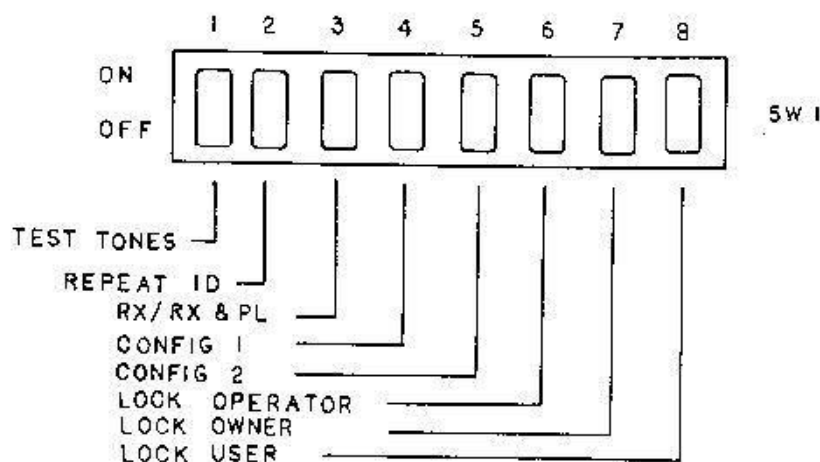 1 2 3 4 5 6 7 8
ON
OFF
SW 1
TEST TONES
REPEAT ID
RX/RX & PL
CONFIG 1
CONFIG 2
LOCK OPERATOR
LOCK OWNER
LOCK USER